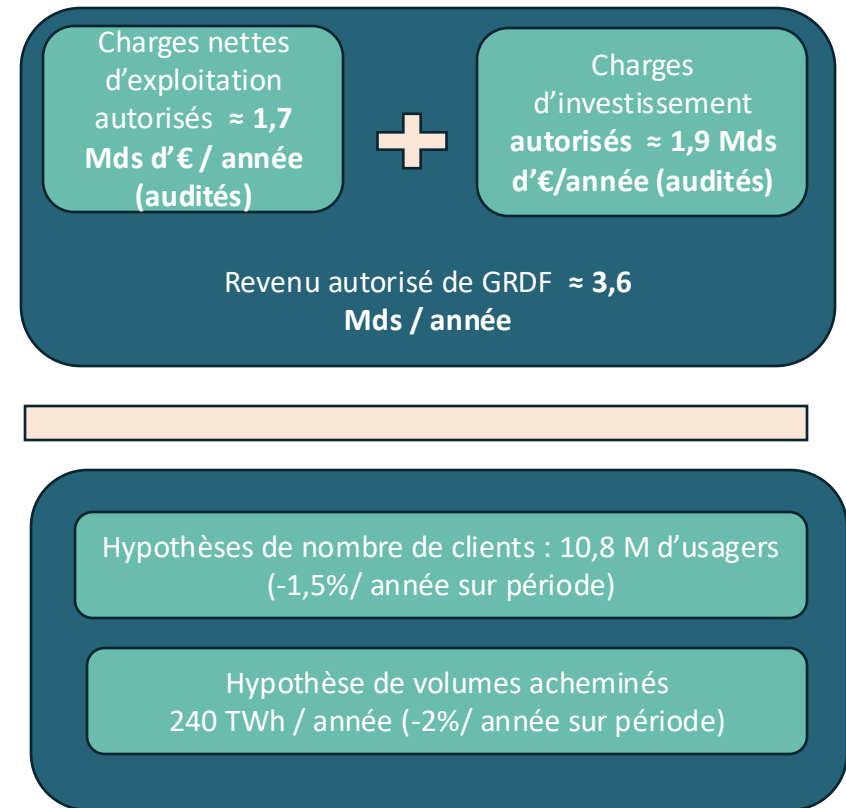 Charges nettes
d’exploitation
autorisés ≈ 1,7
Mds d’€ / année
(audités)
Charges
d’investissement
autorisés ≈ 1,9 Mds
d’€/année (audités)
Revenu autorisé de GRDF ≈ 3,6
Mds / année
Hypothèses de nombre de clients : 10,8 M d’usagers
(-1,5%/ année sur période)
Hypothèse de volumes acheminés
240 TWh / année (-2%/ année sur période)